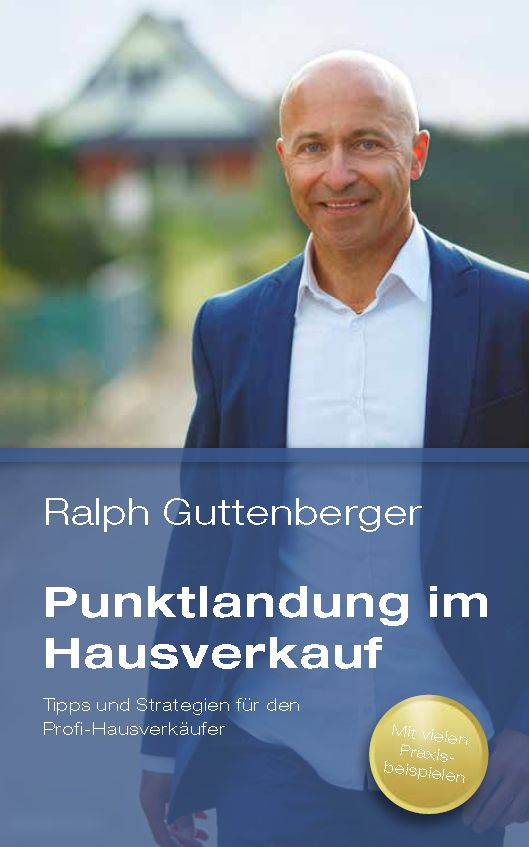 Ralph Guttenberger
Punktlandung im
Hausverkauf
Tipps und Strategien für den
Profi-Hausverkäufer
Mit vielen
Praxis-
beispielen